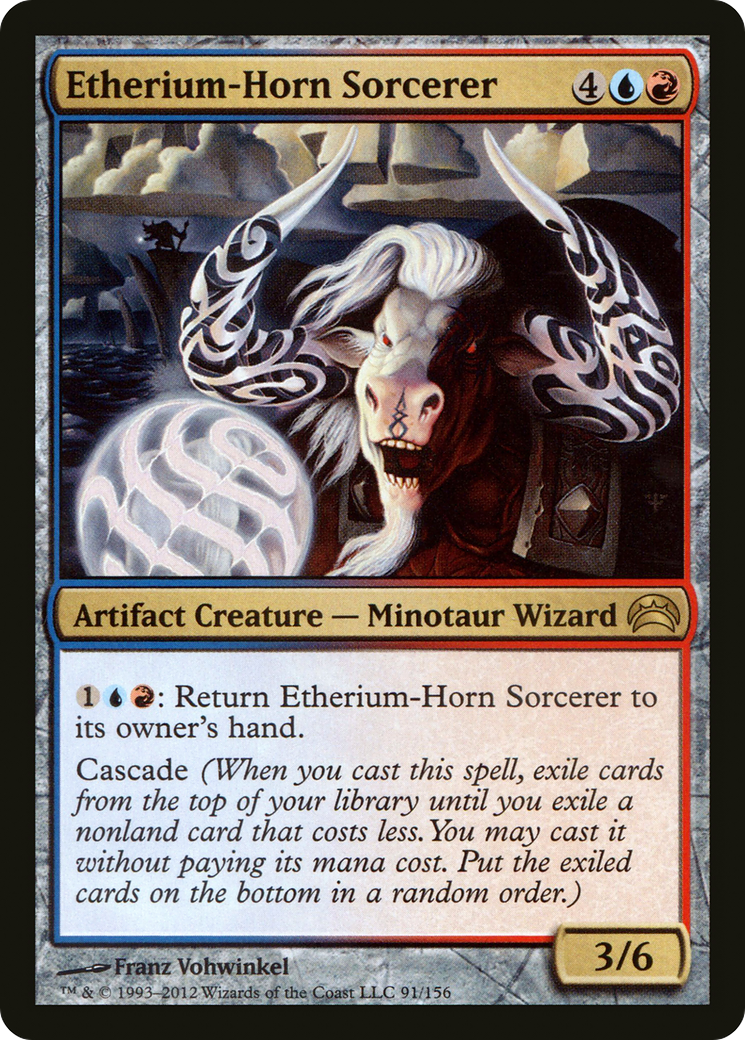 Etherium-Horn Sorcerer 4
Artifact Creature — Minotaur Wizard
1 : Return Etherium-Horn Sorcerer to
its owner's hand.
Cascade (When you cast this spell, exile cards
from the top of your library until you exile a
nonland card that costs less. You may cast it
without paying its mana cost. Put the exiled
cards on the bottom in a random order.)
3/6
Franz Vohwinkel
™ & © 1993–2012 Wizards of the Coast LLC 91/156